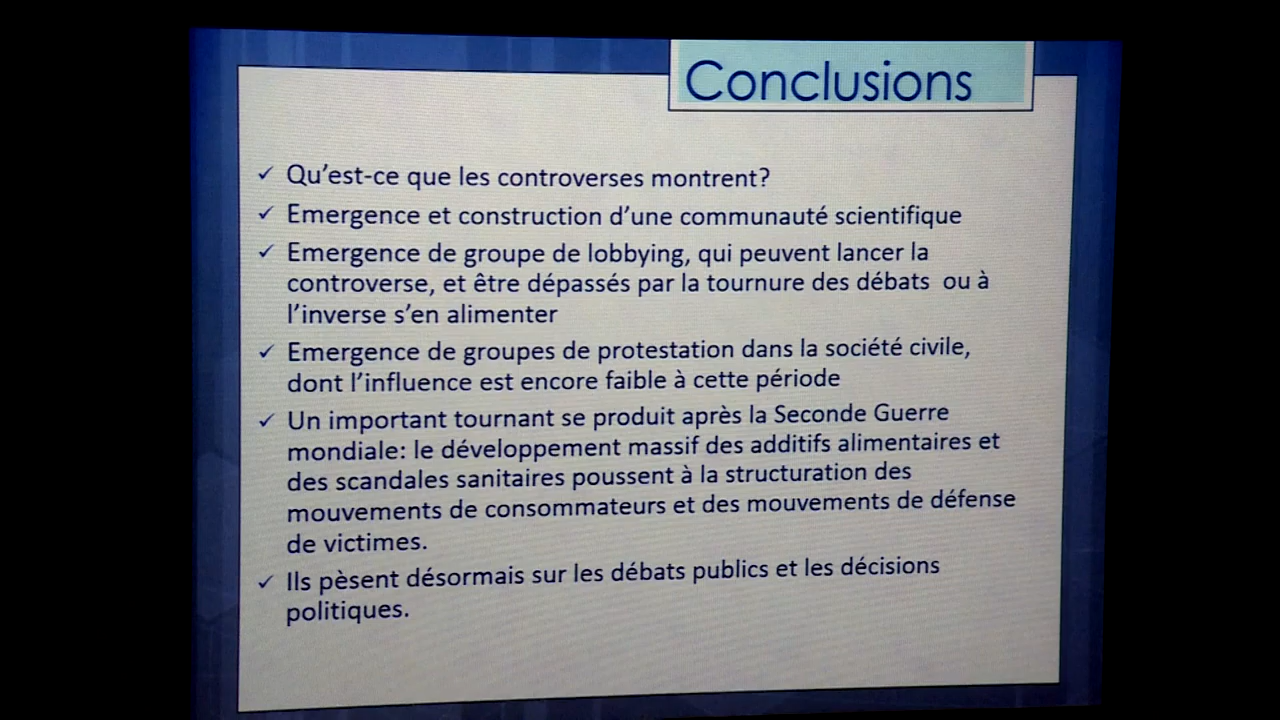 Conclusions
✓ Qu'est-ce que les controverses montrent?
✓ Emergence et construction d'une communauté scientifique
✓ Emergence de groupe de lobbying, qui peuvent lancer la
controverse, et être dépassés par la tournure des débats  ou à
l'inverse s'en alimenter
✓ Emergence de groupes de protestation dans la société civile,
dont l'influence est encore faible à cette période
✓ Un important tournant se produit après la Seconde Guerre
mondiale: le développement massif des additifs alimentaires et
des scandales sanitaires poussent à la structuration des
mouvements de consommateurs et des mouvements de défense
de victimes.
✓ Ils pèsent désormais sur les débats publics et les décisions
politiques.